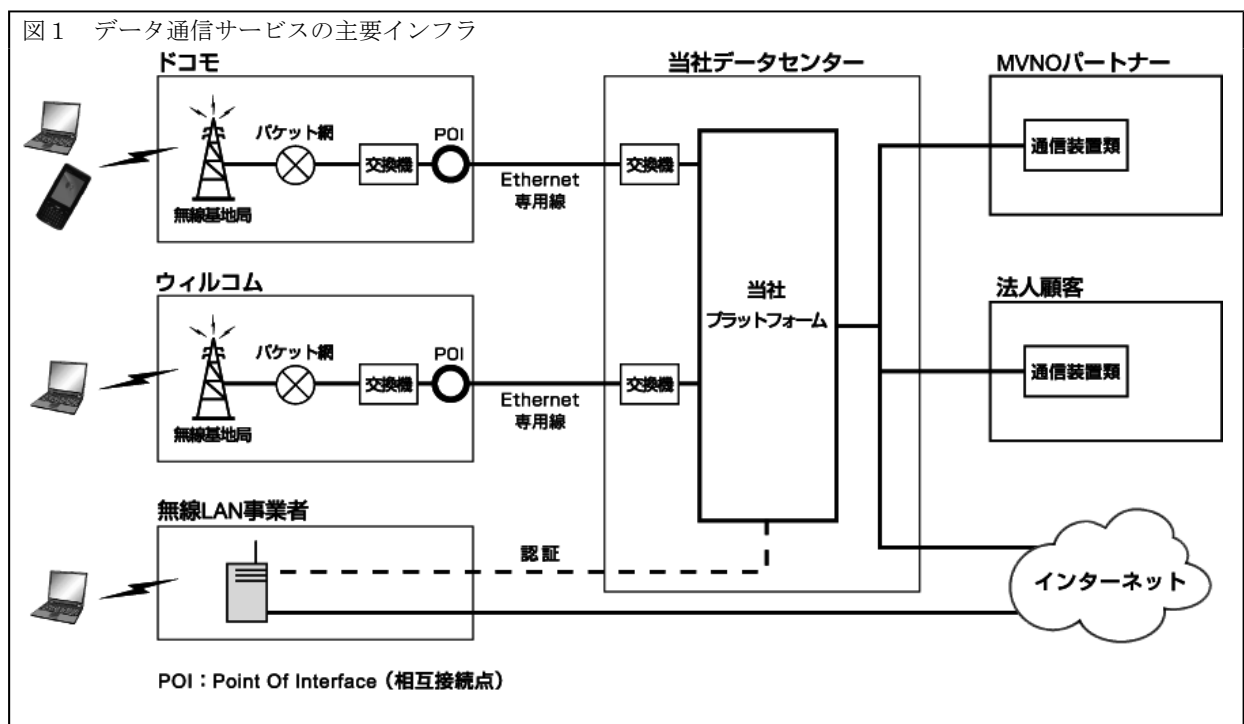 図1 データ通信サービスの主要インフラ
ドコモ
当社データセンター
MVNOパートナー
パケット網
POI
交換機
無線基地局
Ethernet
専用線
交換機
通信装置類
ウィルコム
当社
プラットフォーム
法人顧客
パケット網
POI
交換機
無線基地局
Ethernet
専用線
交換機
通信装置類
無線LAN事業者
認証
インターネット
POI：Point Of Interface（相互接続点）